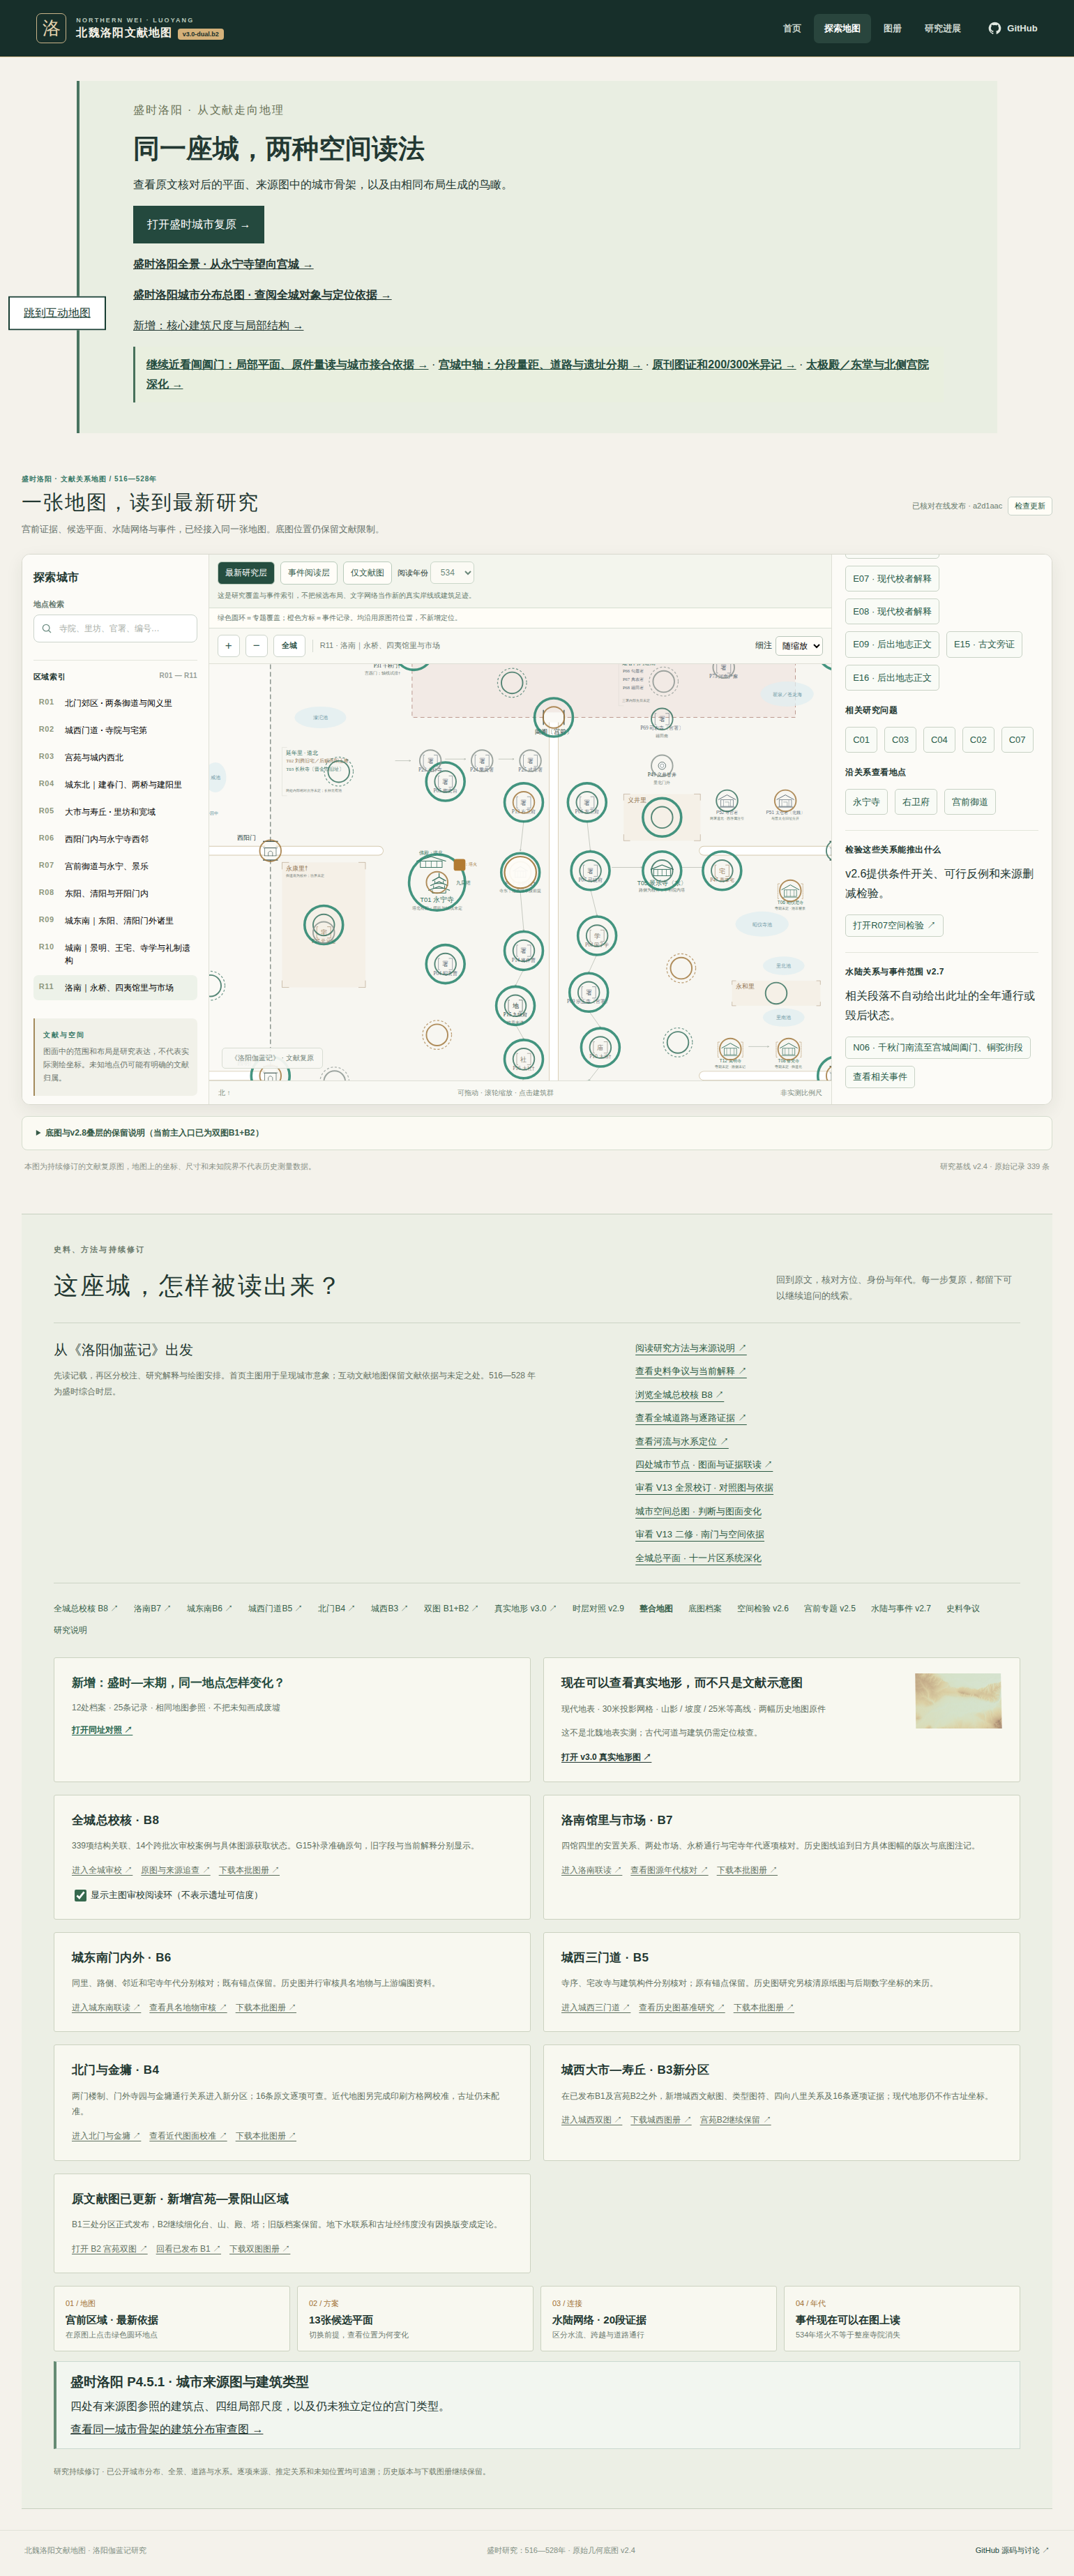 洛
NORTHERN WEI · LUOYANG
北魏洛阳文献地图 v3.0-dual.b2
首页 探索地图 图册 研究进展 GitHub
盛时洛阳 · 从文献走向地理
同一座城，两种空间读法
查看原文核对后的平面、来源图中的城市骨架，以及由相同布局生成的鸟瞰。
打开盛时城市复原 →
盛时洛阳全景 · 从永宁寺望向宫城 →
盛时洛阳城市分布总图 · 查阅全城对象与定位依据 →
跳到互动地图
新增：核心建筑尺度与局部结构 →
继续近看阊阖门：局部平面、原件量读与城市接合依据 → · 宫城中轴：分段量距、道路与遗址分期 → · 原刊图证和200/300米异记 → · 太极殿／东堂与北侧宫院
深化 →
盛时洛阳 · 文献关系地图 / 516—528年
一张地图，读到最新研究
已核对在线发布 · a2d1aac 检查更新
宫前证据、候选平面、水陆网络与事件，已经接入同一张地图。底图位置仍保留文献限制。
探索城市
地点检索
寺院、里坊、官署、编号…
区域索引 R01 — R11
R01 北门郊区 • 两条御道与闻义里
R02 城西门道 • 寺院与宅第
R03 宫苑与城内西北
R04 城东北｜建春门、两桥与建阳里
R05 大市与寿丘 • 里坊和宽域
R06 西阳门内与永宁寺西邻
R07 宫前御道与永宁、景乐
R08 东阳、清阳与开阳门内
R09 城东南｜东阳、清阳门外诸里
R10 城南｜景明、王宅、寺学与礼制遗
构
R11 洛南｜永桥、四夷馆里与市场
文献与空间
图面中的范围和布局是研究表达，不代表实
际测绘坐标。未知地点仍可能有明确的文献
归属。
最新研究层 事件阅读层 仅文献图 阅读年份 534
这是研究覆盖与事件索引，不把候选布局、文字网络当作新的真实岸线或建筑足迹。
绿色圆环＝专题覆盖；橙色方标＝事件记录。均沿用原图符位置，不新增定位。
+ − 全城 R11 · 洛南｜永桥、四夷馆里与市场 细注 随缩放
延年里 · 道北
义井里
西阳门
永康里?
T01 永宁寺
永和里
《洛阳伽蓝记》 · 文献复原
北 ↑ 可拖动 · 滚轮缩放 · 点击建筑群 非实测比例尺
E07 · 现代校者解释
E08 · 现代校者解释
E09 · 后出地志正文 E15 · 古文旁证
E16 · 后出地志正文
相关研究问题
C01 C03 C04 C02 C07
沿关系查看地点
永宁寺 右卫府 宫前御道
检验这些关系能推出什么
v2.6提供条件开关、可行反例和来源删
减检验。
打开R07空间检验 ↗
水陆关系与事件范围 v2.7
相关段落不自动给出此址的全年通行或
毁后状态。
N06 · 千秋门南流至宫城阊阖门、铜驼街段
查看相关事件
▶ 底图与v2.8叠层的保留说明（当前主入口已为双图B1+B2）
本图为持续修订的文献复原图，地图上的坐标、尺寸和未知院界不代表历史测量数据。 研究基线 v2.4 · 原始记录 339 条
史料、方法与持续修订
这座城，怎样被读出来？
回到原文，核对方位、身份与年代。每一步复原，都留下可
以继续追问的线索。
从《洛阳伽蓝记》出发
先读记载，再区分校注、研究解释与绘图安排。首页主图用于呈现城市意象；互动文献地图保留文献依据与未定之处。516—528 年
为盛时综合时层。
阅读研究方法与来源说明 ↗
查看史料争议与当前解释 ↗
浏览全城总校核 B8 ↗
查看全城道路与逐路证据 ↗
查看河流与水系定位 ↗
四处城市节点 · 图面与证据联读 ↗
审看 V13 全景校订 · 对照图与依据
城市空间总图 · 判断与图面变化
审看 V13 二修 · 南门与空间依据
全城总平面 · 十一片区系统深化
全城总校核 B8 ↗ 洛南B7 ↗ 城东南B6 ↗ 城西门道B5 ↗ 北门B4 ↗ 城西B3 ↗ 双图 B1+B2 ↗ 真实地形 v3.0 ↗ 时层对照 v2.9 整合地图 底图档案 空间检验 v2.6 宫前专题 v2.5 水陆与事件 v2.7 史料争议
研究说明
新增：盛时—末期，同一地点怎样变化？
12处档案 · 25条记录 · 相同地图参照 · 不把未知画成废墟
打开同址对照 ↗
现在可以查看真实地形，而不只是文献示意图
现代地表 · 30米投影网格 · 山影 / 坡度 / 25米等高线 · 两幅历史地图原件
这不是北魏地表实测；古代河道与建筑仍需定位核查。
打开 v3.0 真实地形图 ↗
全城总校核 · B8
339项结构关联、14个跨批次审校案例与具体图源获取状态。G15补录准确原句，旧字段与当前解释分别显示。
进入全城审校 ↗ 原图与来源追查 ↗ 下载本批图册 ↗
显示主图审校阅读环（不表示遗址可信度）
洛南馆里与市场 · B7
四馆四里的安置关系、两处市场、永桥通行与宅寺年代逐项核对。历史图线追到日方具体图幅的版次与底图注记。
进入洛南联读 ↗ 查看图源年代核对 ↗ 下载本批图册 ↗
城东南门内外 · B6
同里、路侧、邻近和宅寺年代分别核对；既有锚点保留。历史图并行审核具名地物与上游编图资料。
进入城东南联读 ↗ 查看具名地物审核 ↗ 下载本批图册 ↗
城西三门道 · B5
寺序、宅改寺与建筑构件分别核对；原有锚点保留。历史图研究另核清原纸图与后期数字坐标的来历。
进入城西三门道 ↗ 查看历史图基准研究 ↗ 下载本批图册 ↗
北门与金墉 · B4
两门楼制、门外寺园与金墉通行关系进入新分区；16条原文逐项可查。近代地图另完成印刷方格网校准，古址仍未配
准。
进入北门与金墉 ↗ 查看近代图面校准 ↗ 下载本批图册 ↗
城西大市—寿丘 · B3新分区
在已发布B1及宫苑B2之外，新增城西文献图、类型图符、四向八里关系及16条逐项证据；现代地形仍不作古址坐标。
进入城西双图 ↗ 下载城西图册 ↗ 宫苑B2继续保留 ↗
原文献图已更新 · 新增宫苑—景阳山区域
B1三处分区正式发布，B2继续细化台、山、殿、塔；旧版档案保留。地下水联系和古址经纬度没有因换版变成定论。
打开 B2 宫苑双图 ↗ 回看已发布 B1 ↗ 下载双图图册 ↗
01 / 地图
宫前区域 · 最新依据
在原图上点击绿色圆环地点
02 / 方案
13张候选平面
切换前提，查看位置为何变化
03 / 连接
水陆网络 · 20段证据
区分水流、跨越与道路通行
04 / 年代
事件现在可以在图上读
534年塔火不等于整座寺院消失
盛时洛阳 P4.5.1 · 城市来源图与建筑类型
四处有来源图参照的建筑点、四组局部尺度，以及仍未独立定位的宫门类型。
查看同一城市骨架的建筑分布审查图 →
研究持续修订 · 已公开城市分布、全景、道路与水系。逐项来源、推定关系和未知位置均可追溯；历史版本与下载图册继续保留。
北魏洛阳文献地图 · 洛阳伽蓝记研究 盛时研究：516—528年 · 原始几何底图 v2.4 GitHub 源码与讨论 ↗